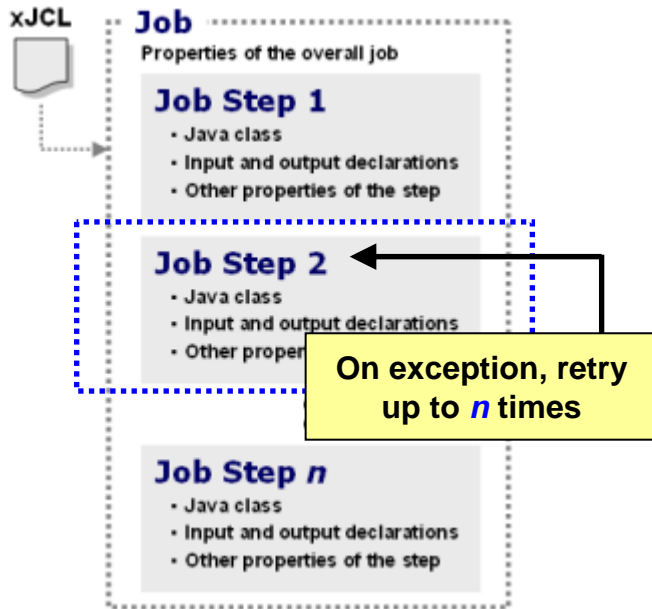 xJCL
Job
Properties of the overall job
Job Step 1
· Java class
· Input and output declarations
· Other properties of the step
Job Step 2
· Java class
· Input and output declarations
· Other
On exception, retry
up to n times
Job Step n
· Java class
· Input and output declarations
· Other properties of the step